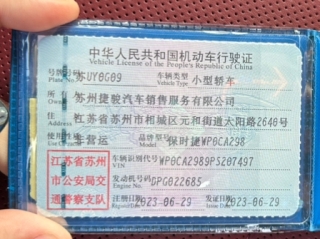 中华人民共和国机动车行驶证
Vehicle License of the People's Republic of China
号牌号码 苏UY0G09 车辆类型 小型轿车
Plate No. Vehicle Type
所有人 苏州捷骏汽车销售服务有限公司
Owner
住址 江苏省苏州市相城区元和街道太阳路2640号
Address
使用性质 非营运 品牌型号 保时捷WP0CA298
Use Character Model
江苏省苏州市公安局交通警察支队
车辆识别代号 WP0CA2989PS207497
VIN
发动机号码 DPG022685
Engine No.
注册日期 2023-06-29 发证日期 2023-06-29
Register Date Issue Date